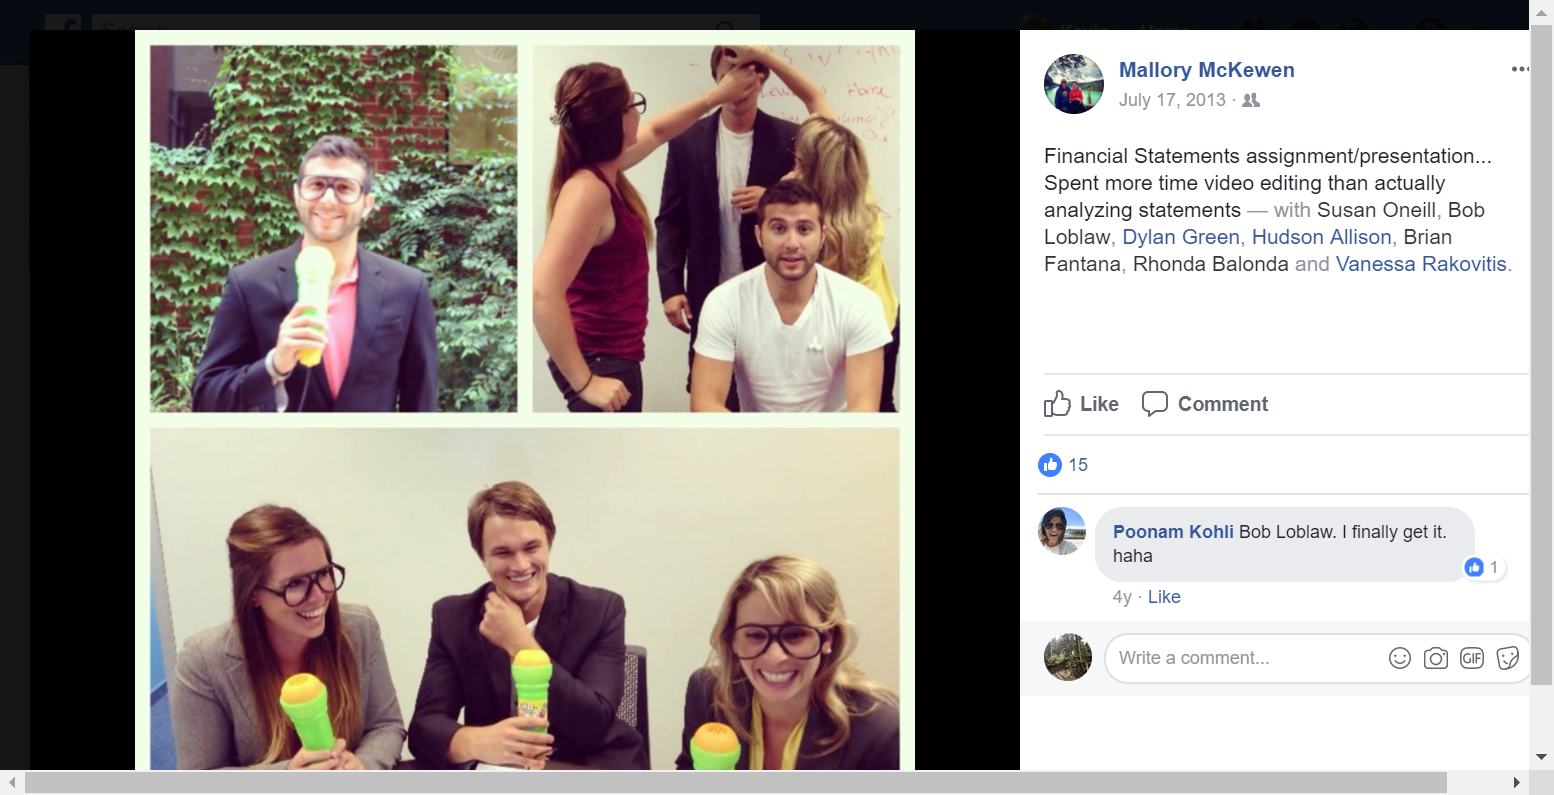 Search
Mallory McKewen
July 17, 2013 ·
Financial Statements assignment/presentation...
Spent more time video editing than actually
analyzing statements — with Susan Oneill, Bob
Loblaw, Dylan Green, Hudson Allison, Brian
Fantana, Rhonda Balonda and Vanessa Rakovitis.
Like Comment
15
Poonam Kohli Bob Loblaw. I finally get it.
haha
1
4y · Like
Write a comment...
GIF